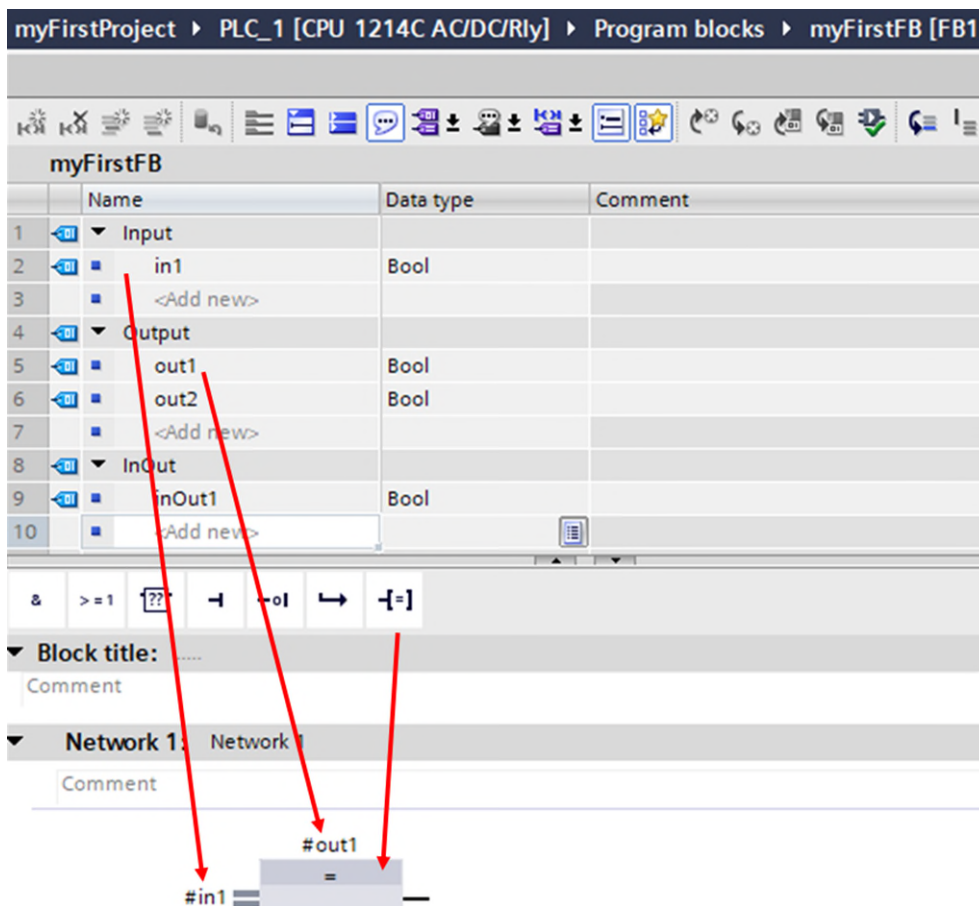 myFirstProject ▸ PLC_1 [CPU 1214C AC/DC/Rly] ▸ Program blocks ▸ myFirstFB [FB1
myFirstFB
Name Data type Comment
1 Input
2 in1 Bool
3 <Add new>
4 Output
5 out1 Bool
6 out2 Bool
7 <Add new>
8 InOut
9 inOut1 Bool
10 <Add new>
& >=1 ?? -[=]
Block title: .....
Comment
Network 1: Network 1
Comment
#out1
=
#in1